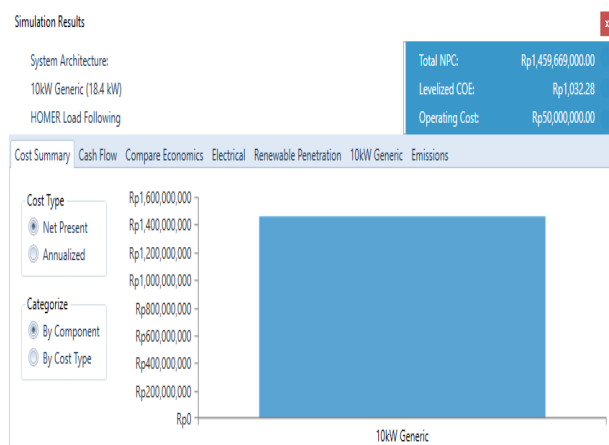 Simulation Results
x
System Architecture:
10kW Generic (18.4 kW)
HOMER Load Following
Total NPC: Rp1,459,669,000.00
Levelized COE: Rp1,032.28
Operating Cost: Rp50,000,000.00
Cost Summary Cash Flow Compare Economics Electrical Renewable Penetration 10kW Generic Emissions
Cost Type
Net Present
Annualized
Categorize
By Component
By Cost Type
Rp1,600,000,000
Rp1,400,000,000
Rp1,200,000,000
Rp1,000,000,000
Rp800,000,000
Rp600,000,000
Rp400,000,000
Rp200,000,000
Rp0
10kW Generic